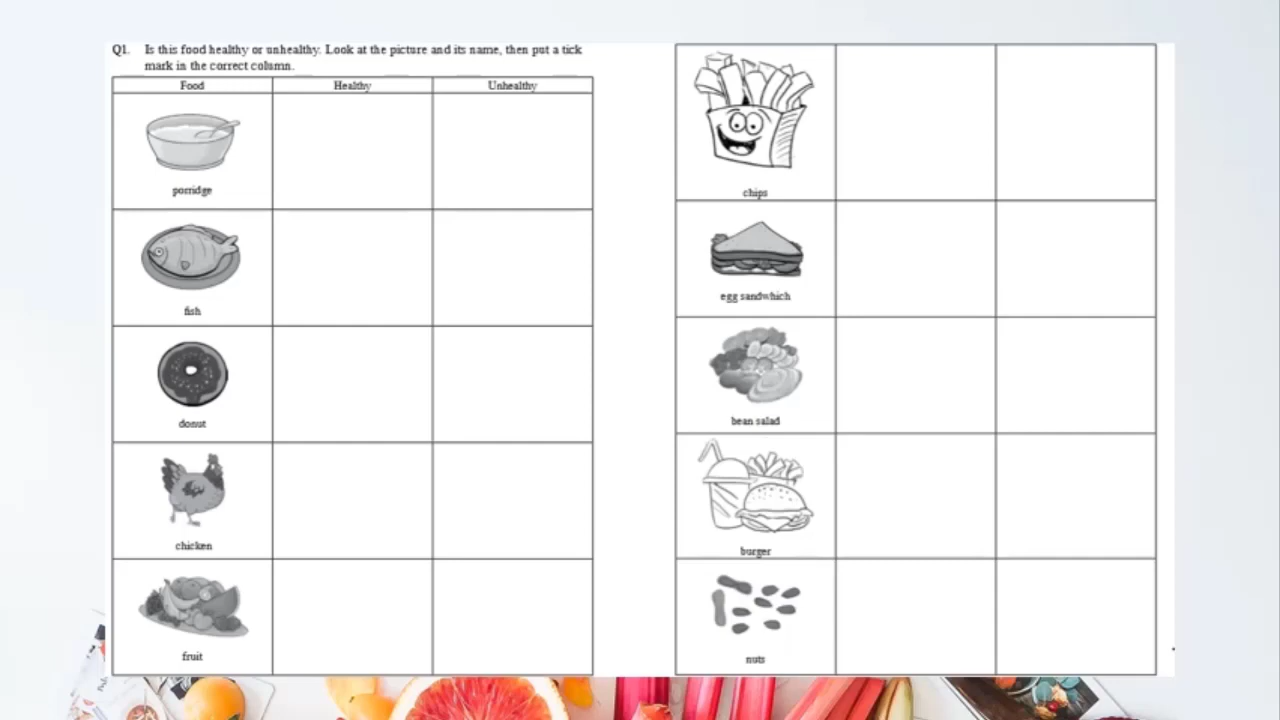 Q1. Is this food healthy or unhealthy. Look at the picture and its name, then put a tick
mark in the correct column.
Food Healthy Unhealthy
porridge
fish
donut
chicken
fruit
chips
egg sandwhich
bean salad
burger
nuts